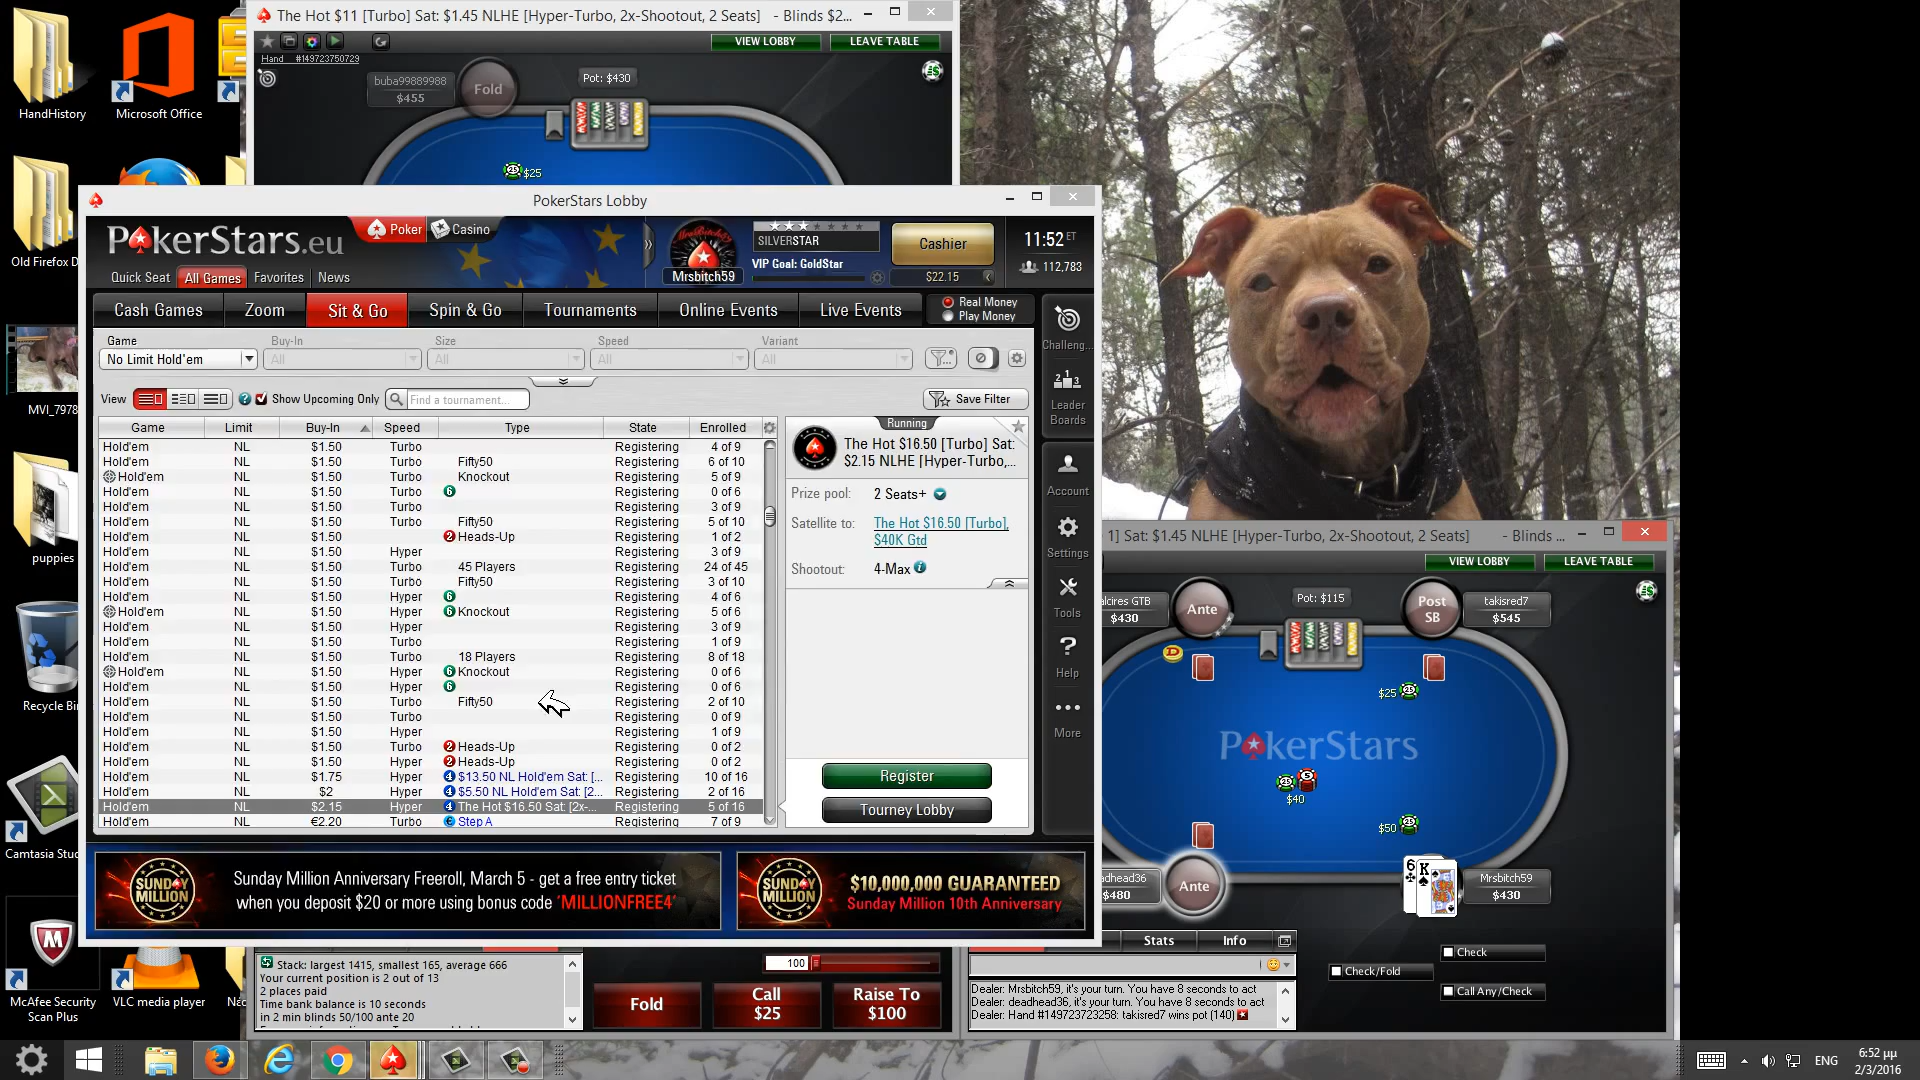 HandHistory
Microsoft Office
Old Firefox D
MVI_7978
puppies
Recycle Bin
Camtasia Stuc
McAfee Security
Scan Plus
VLC media player
The Hot $11 [Turbo] Sat: $1.45 NLHE [Hyper-Turbo, 2x-Shootout, 2 Seats] - Blinds $2...
VIEW LOBBY
LEAVE TABLE
Hand #149723750729
buba99889988
$455
Fold
Pot: $430
$25
PokerStars Lobby
PokerStars.eu
Poker
Casino
Quick Seat
All Games
Favorites
News
Mrsbitch59
SILVERSTAR
VIP Goal: GoldStar
Cashier
$22.15
11:52 ET
112,783
Cash Games
Zoom
Sit & Go
Spin & Go
Tournaments
Online Events
Live Events
Real Money
Play Money
Game
Buy-In
Size
Speed
Variant
No Limit Hold'em
All
All
All
All
View
Show Upcoming Only
Find a tournament...
Save Filter
Game Limit Buy-In Speed Type State Enrolled
Hold'em NL $1.50 Turbo Registering 4 of 9
Hold'em NL $1.50 Turbo Fifty50 Registering 6 of 10
Hold'em NL $1.50 Turbo Knockout Registering 5 of 9
Hold'em NL $1.50 Turbo 6 Registering 0 of 6
Hold'em NL $1.50 Turbo Registering 3 of 9
Hold'em NL $1.50 Turbo Fifty50 Registering 5 of 10
Hold'em NL $1.50 2 Heads-Up Registering 1 of 2
Hold'em NL $1.50 Hyper Registering 3 of 9
Hold'em NL $1.50 Turbo 45 Players Registering 24 of 45
Hold'em NL $1.50 Turbo Fifty50 Registering 3 of 10
Hold'em NL $1.50 Hyper 6 Registering 4 of 6
Hold'em NL $1.50 Hyper 6 Knockout Registering 5 of 6
Hold'em NL $1.50 Hyper Registering 3 of 9
Hold'em NL $1.50 Turbo Registering 1 of 9
Hold'em NL $1.50 Turbo 18 Players Registering 8 of 18
Hold'em NL $1.50 Hyper 6 Knockout Registering 0 of 6
Hold'em NL $1.50 Hyper 6 Registering 0 of 6
Hold'em NL $1.50 Hyper Fifty50 Registering 2 of 10
Hold'em NL $1.50 Turbo Registering 0 of 9
Hold'em NL $1.50 Hyper Registering 1 of 9
Hold'em NL $1.50 Turbo 2 Heads-Up Registering 0 of 2
Hold'em NL $1.50 Hyper 2 Heads-Up Registering 0 of 2
Hold'em NL $1.75 Hyper 4 $13.50 NL Hold'em Sat: [... Registering 10 of 16
Hold'em NL $2 Hyper 4 $5.50 NL Hold'em Sat: [2... Registering 2 of 16
Hold'em NL $2.15 Hyper 4 The Hot $16.50 Sat: [2x-... Registering 5 of 16
Hold'em NL €2.20 Turbo € Step A Registering 7 of 9
Running
The Hot $16.50 [Turbo] Sat:
$2.15 NLHE [Hyper-Turbo,...
Prize pool: 2 Seats+
Satellite to: The Hot $16.50 [Turbo],
$40K Gtd
Shootout: 4-Max
Register
Tourney Lobby
Challeng...
Leader
Boards
Account
Settings
Tools
Help
More
SUNDAY MILLION
Sunday Million Anniversary Freeroll, March 5 - get a free entry ticket
when you deposit $20 or more using bonus code 'MILLIONFREE4'
SUNDAY MILLION
$10,000,000 GUARANTEED
Sunday Million 10th Anniversary
Stack: largest 1415, smallest 165, average 666
Your current position is 2 out of 13
2 places paid
Time bank balance is 10 seconds
in 2 min blinds 50/100 ante 20
100
Fold
Call
$25
Raise To
$100
1] Sat: $1.45 NLHE [Hyper-Turbo, 2x-Shootout, 2 Seats] - Blinds ...
VIEW LOBBY
LEAVE TABLE
lcires GTB
$430
Ante
Pot: $115
Post
SB
takisred7
$545
D
$25
PokerStars
$40
$50
adhead36
$480
Ante
6 K
Mrsbitch59
$430
Stats
Info
Dealer: Mrsbitch59, it's your turn. You have 8 seconds to act
Dealer: deadhead36, it's your turn. You have 8 seconds to act
Dealer: Hand #149723723258: takisred7 wins pot (140)
Check/Fold
Check
Call Any/Check
ENG
6:52 μμ
2/3/2016